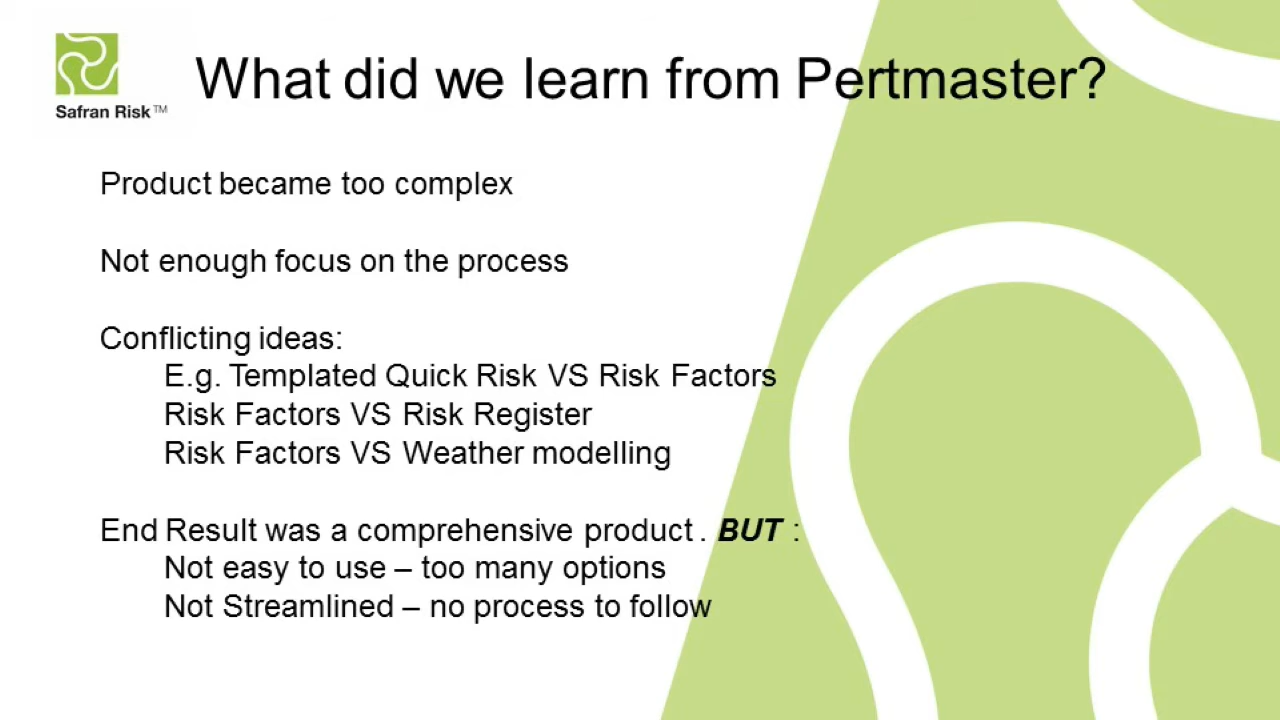 Safran Risk™
What did we learn from Pertmaster?
Product became too complex
Not enough focus on the process
Conflicting ideas:
E.g. Templated Quick Risk VS Risk Factors
Risk Factors VS Risk Register
Risk Factors VS Weather modelling
End Result was a comprehensive product . BUT :
Not easy to use – too many options
Not Streamlined – no process to follow